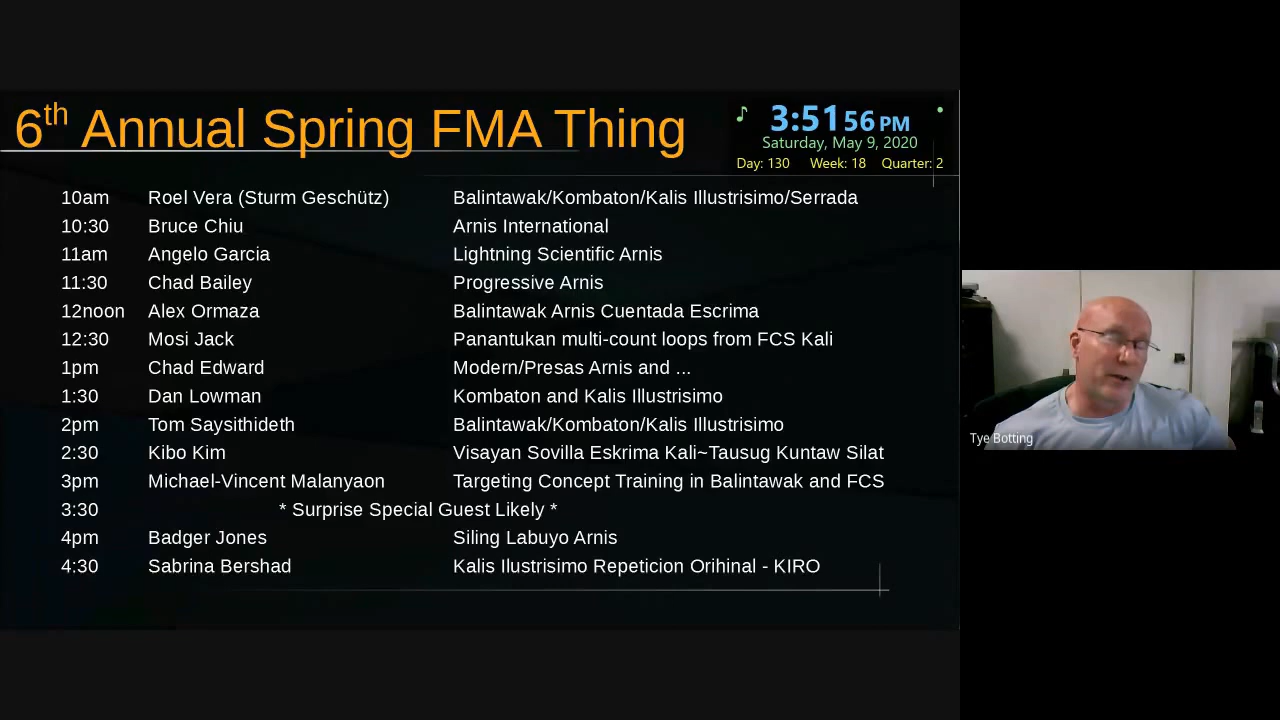 6th Annual Spring FMA Thing
3:51 56 PM
Saturday, May 9, 2020
Day: 130 Week: 18 Quarter: 2
10am Roel Vera (Sturm Geschütz) Balintawak/Kombaton/Kalis Illustrisimo/Serrada
10:30 Bruce Chiu Arnis International
11am Angelo Garcia Lightning Scientific Arnis
11:30 Chad Bailey Progressive Arnis
12noon Alex Ormaza Balintawak Arnis Cuentada Escrima
12:30 Mosi Jack Panantukan multi-count loops from FCS Kali
1pm Chad Edward Modern/Presas Arnis and ...
1:30 Dan Lowman Kombaton and Kalis Illustrisimo
2pm Tom Saysithideth Balintawak/Kombaton/Kalis Illustrisimo
2:30 Kibo Kim Visayan Sovilla Eskrima Kali~Tausug Kuntaw Silat
3pm Michael-Vincent Malanyaon Targeting Concept Training in Balintawak and FCS
3:30 * Surprise Special Guest Likely *
4pm Badger Jones Siling Labuyo Arnis
4:30 Sabrina Bershad Kalis Ilustrisimo Repeticion Orihinal - KIRO
Tye Botting